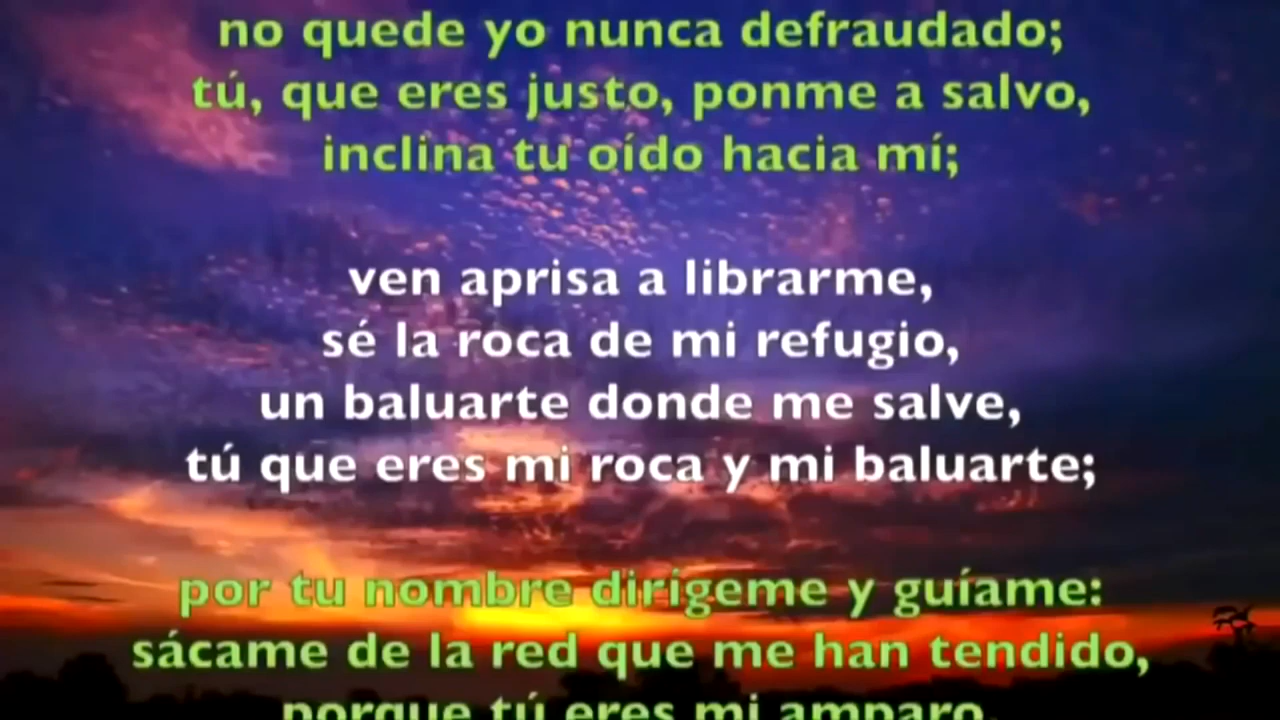 no quede yo nunca defraudado;
tú, que eres justo, ponme a salvo,
inclina tu oído hacia mí;
ven aprisa a librarme,
sé la roca de mi refugio,
un baluarte donde me salve,
tú que eres mi roca y mi baluarte;
por tu nombre dirigeme y guíame:
sácame de la red que me han tendido,
porque tú eres mi amparo.